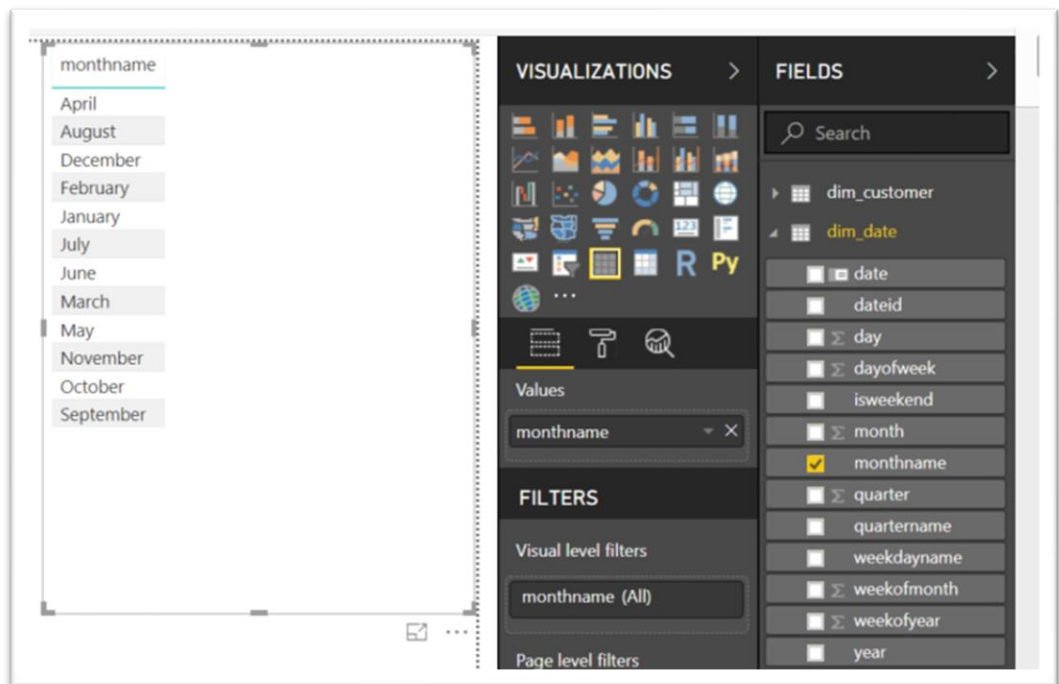 monthname
April
August
December
February
January
July
June
March
May
November
October
September
VISUALIZATIONS
123
R Py
Values
monthname
FILTERS
Visual level filters
monthname (All)
Page level filters
FIELDS
Search
dim_customer
dim_date
date
dateid
day
dayofweek
isweekend
month
monthname
quarter
quartername
weekdayname
weekofmonth
weekofyear
year